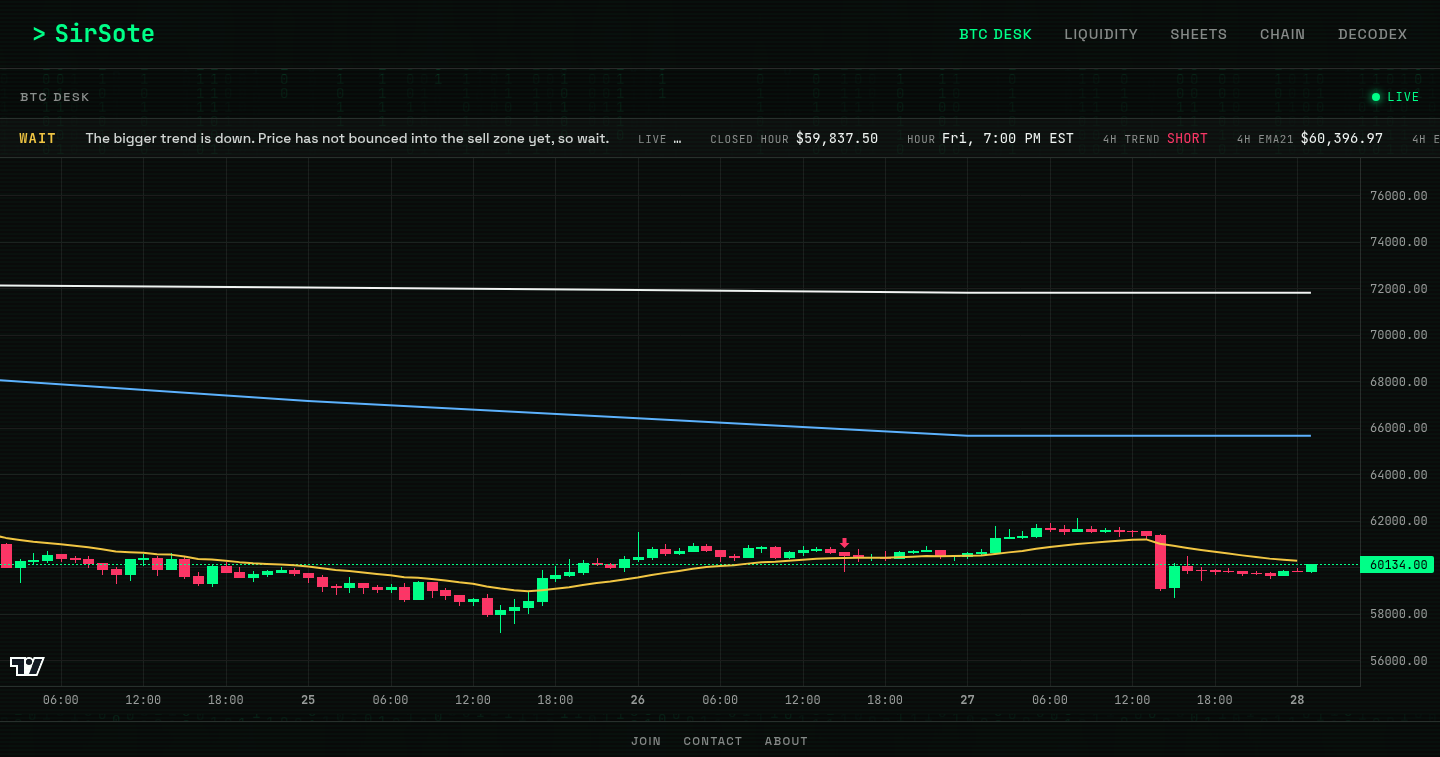 > SirSote
BTC DESK LIQUIDITY SHEETS CHAIN DECODEX
BTC DESK
LIVE
WAIT The bigger trend is down. Price has not bounced into the sell zone yet, so wait. LIVE … CLOSED HOUR $59,837.50 HOUR Fri, 7:00 PM EST 4H TREND SHORT 4H EMA21 $60,396.97 4H E
76000.00
74000.00
72000.00
70000.00
68000.00
66000.00
64000.00
62000.00
60134.00
58000.00
56000.00
06:00 12:00 18:00 25 06:00 12:00 18:00 26 06:00 12:00 18:00 27 06:00 12:00 18:00 28
JOIN CONTACT ABOUT